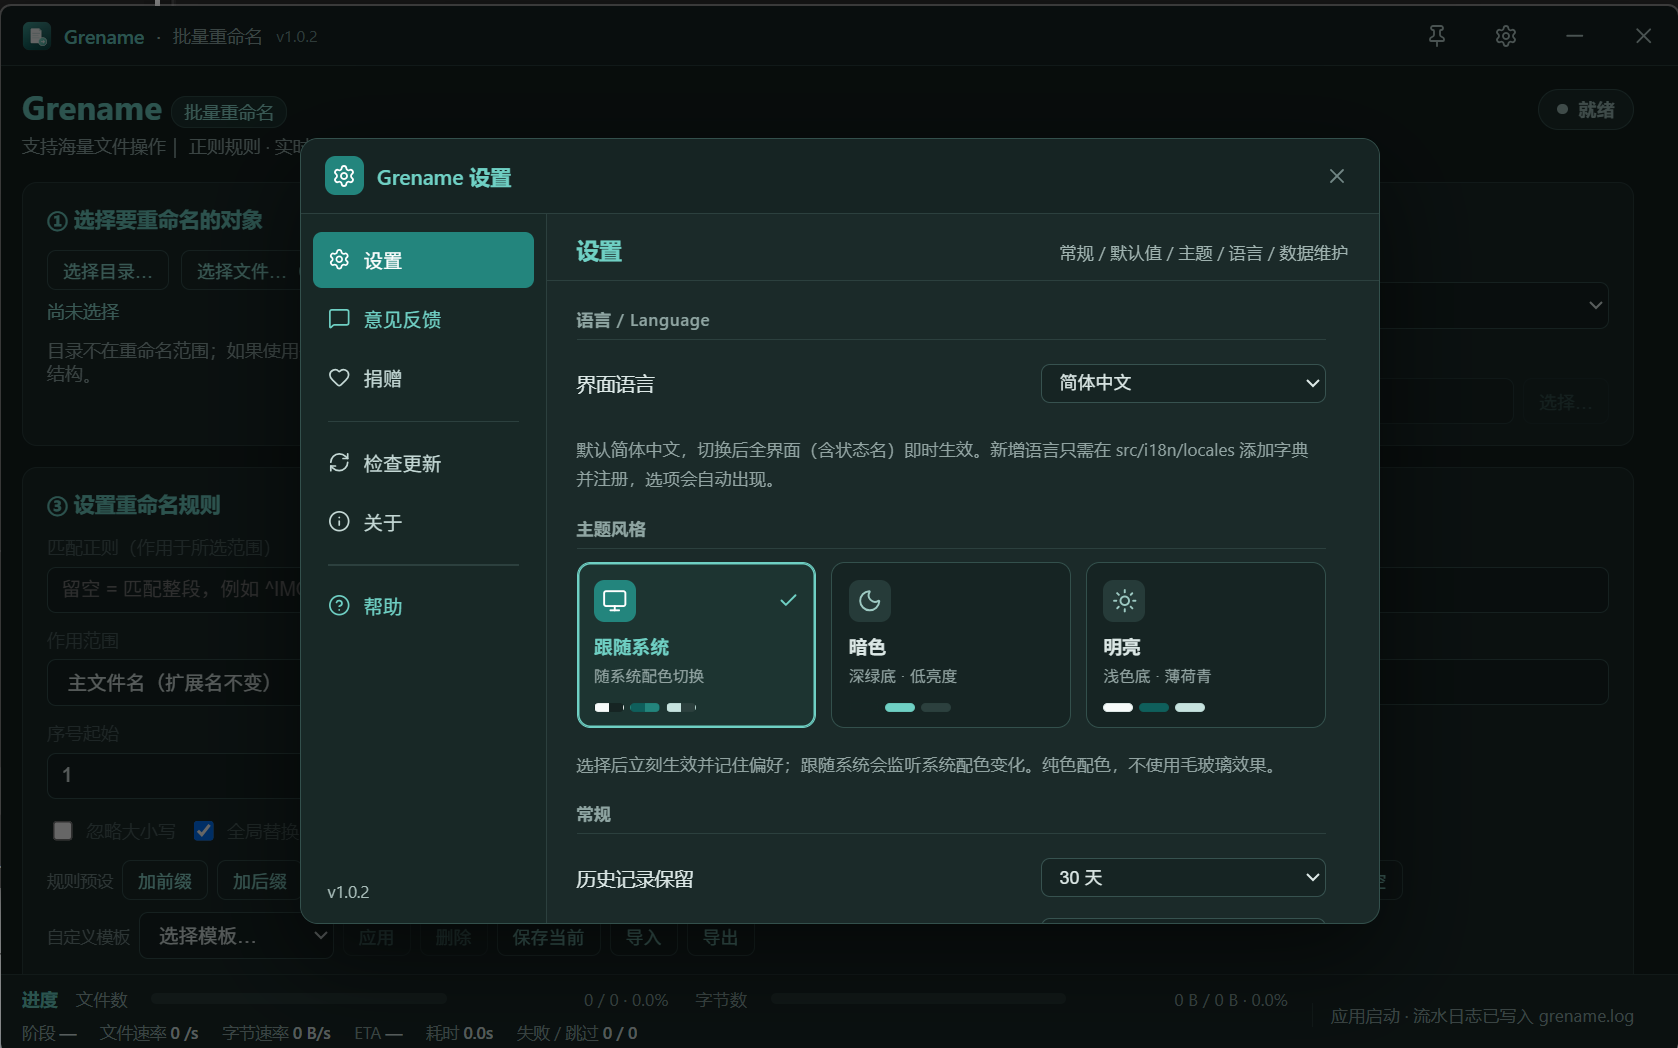 Grename · 批量重命名 v1.0.2
Grename 批量重命名
就绪
支持海量文件操作 | 正则规则 · 实时
① 选择要重命名的对象
选择目录...
选择文件...
尚未选择
目录不在重命名范围；如果使用
结构。
选择...
③ 设置重命名规则
匹配正则（作用于所选范围）
留空 = 匹配整段，例如 ^IM
作用范围
主文件名（扩展名不变）
序号起始
1
忽略大小写
全局替换
规则预设
加前缀
加后缀
自定义模板
选择模板...
应用
删除
保存当前
导入
导出
Grename 设置
设置
意见反馈
捐赠
检查更新
关于
帮助
v1.0.2
设置
常规 / 默认值 / 主题 / 语言 / 数据维护
语言 / Language
界面语言
简体中文
默认简体中文，切换后全界面（含状态名）即时生效。新增语言只需在 src/i18n/locales 添加字典
并注册，选项会自动出现。
主题风格
跟随系统
随系统配色切换
暗色
深绿底 · 低亮度
明亮
浅色底 · 薄荷青
选择后立刻生效并记住偏好；跟随系统会监听系统配色变化。纯色配色，不使用毛玻璃效果。
常规
历史记录保留
30 天
进度 文件数 0 / 0 · 0.0% 字节数 0 B / 0 B · 0.0%
阶段 — 文件速率 0 /s 字节速率 0 B/s ETA — 耗时 0.0s 失败 / 跳过 0 / 0
应用启动 · 流水日志已写入 grename.log